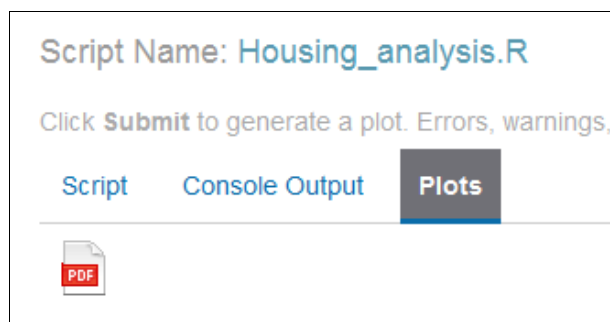 Script Name: Housing_analysis.R
Click Submit to generate a plot. Errors, warnings,
Script Console Output Plots
PDF